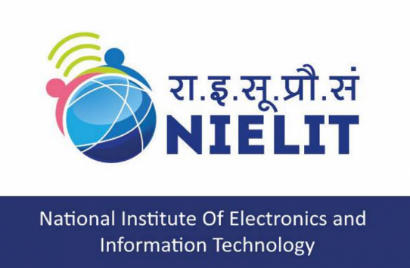 रा.इ.सू.प्रौ.सं
NIELIT
National Institute Of Electronics and
Information Technology